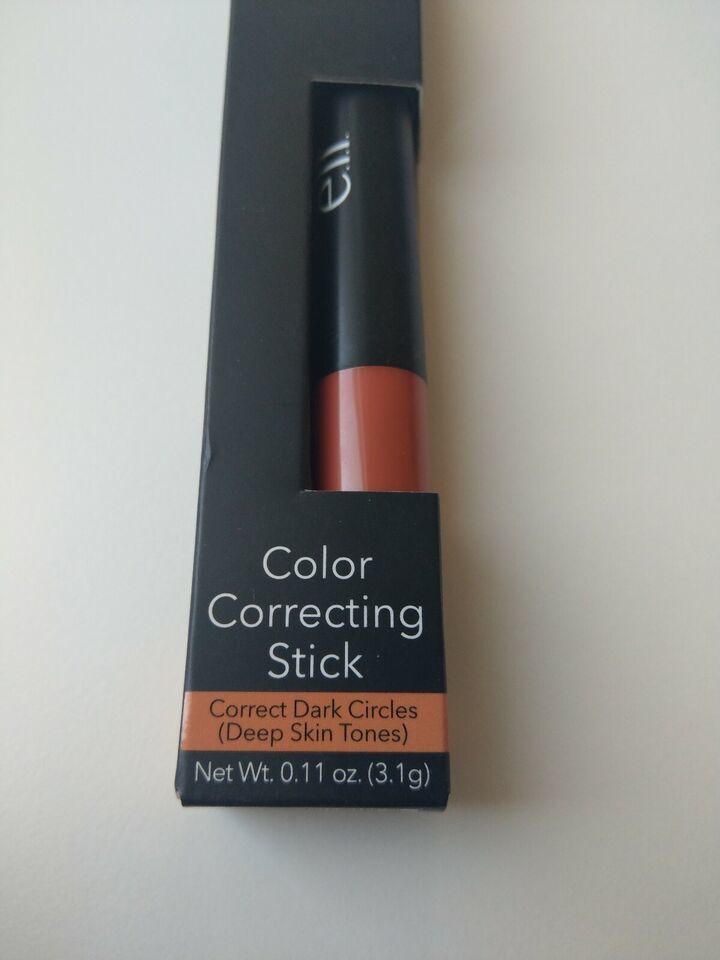 e.l.f.
Color
Correcting
Stick
Correct Dark Circles
(Deep Skin Tones)
Net Wt. 0.11 oz. (3.1g)